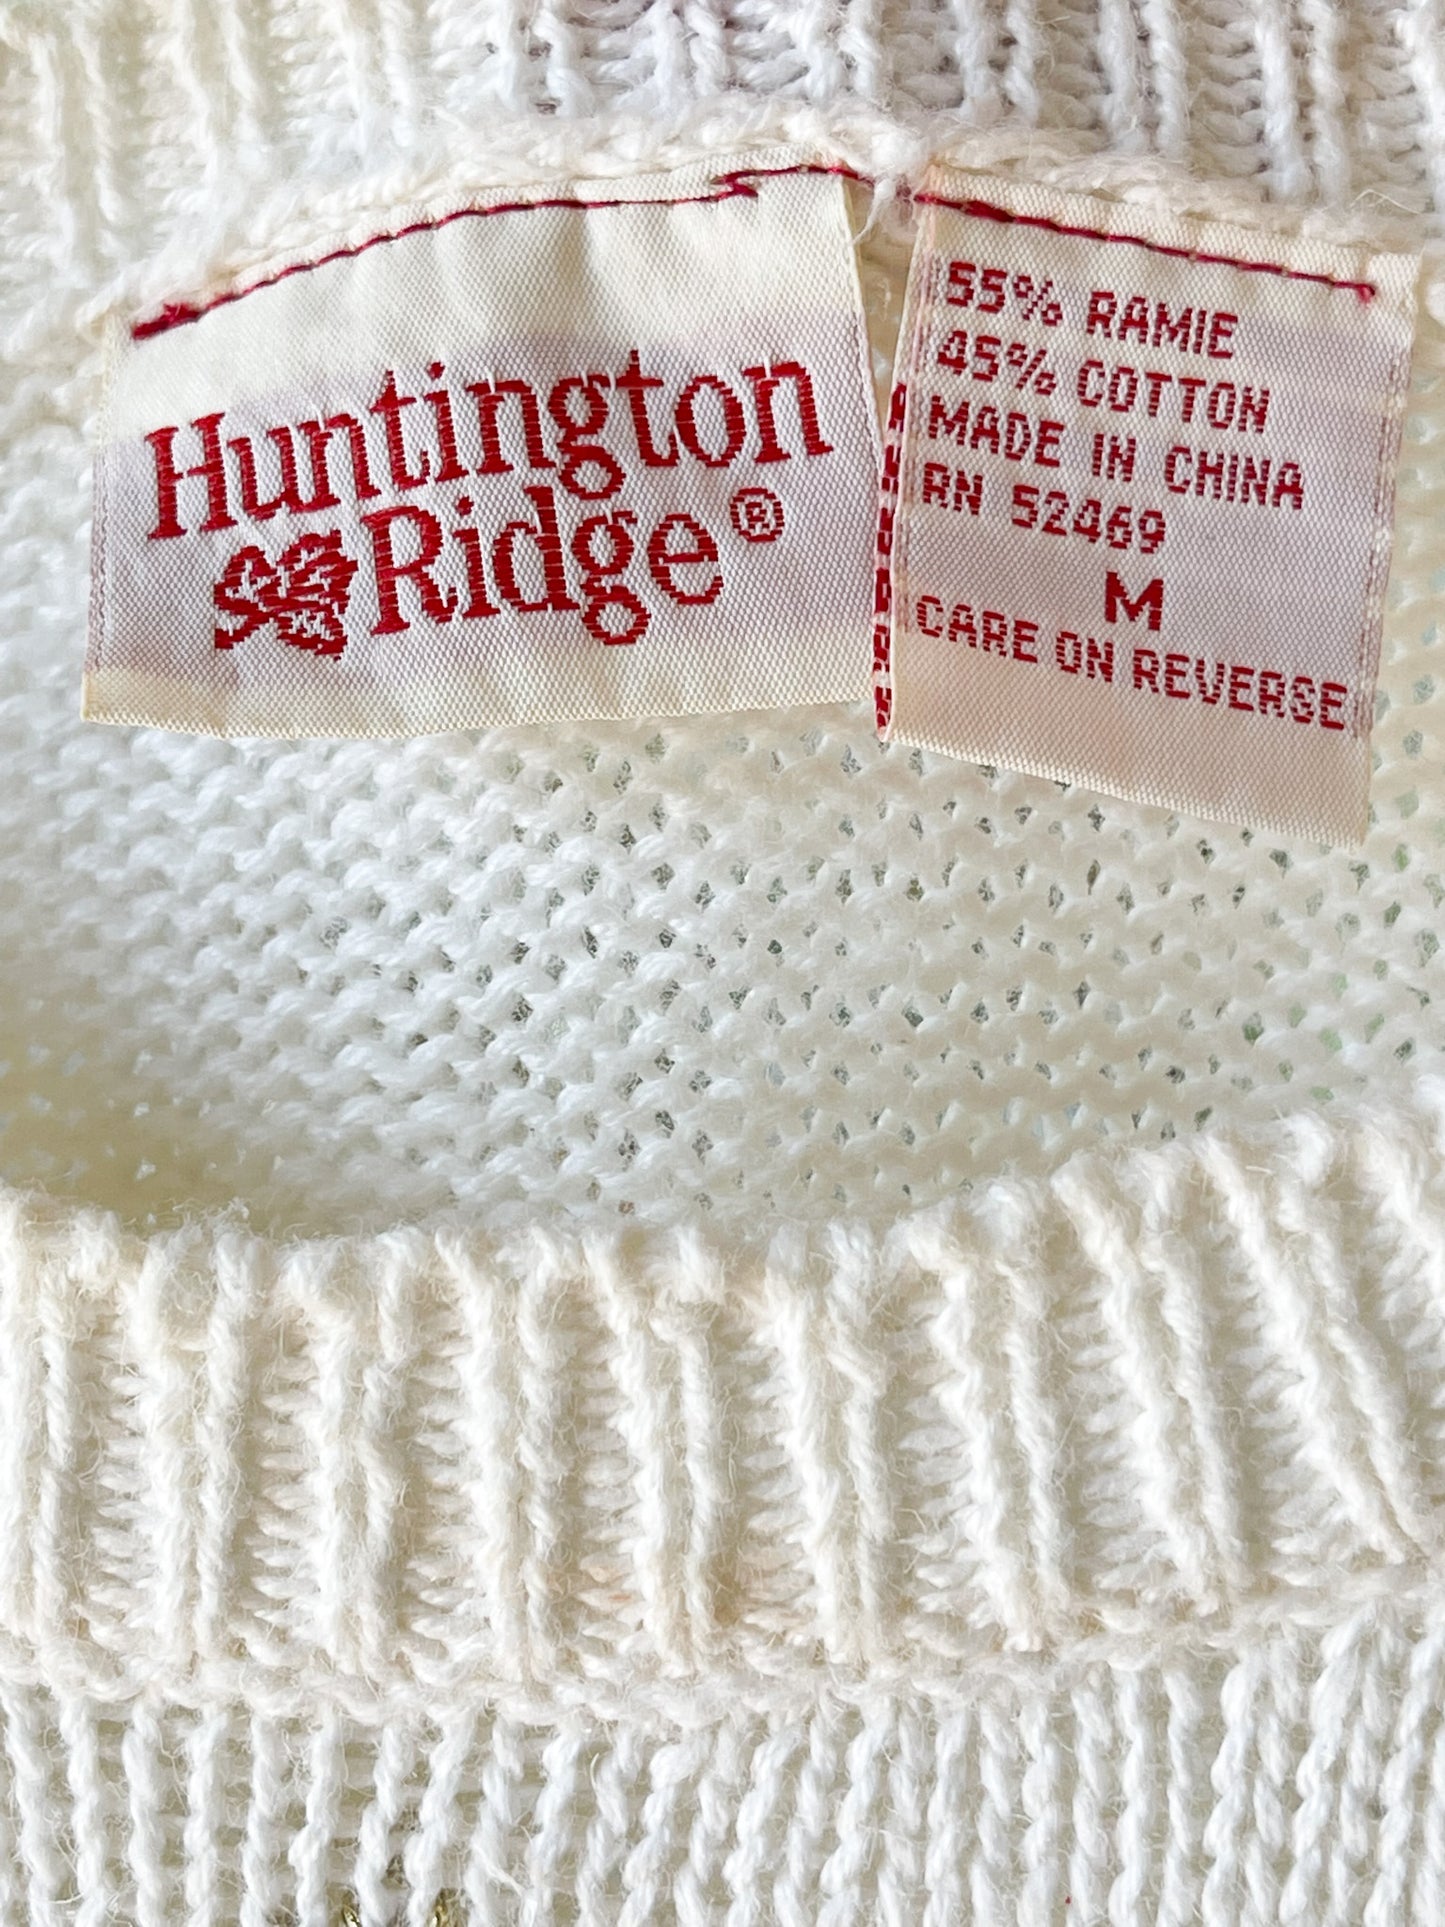 Huntington
Ridge®
55% RAMIE
45% COTTON
MADE IN CHINA
RN 52469
M
CARE ON REVERSE